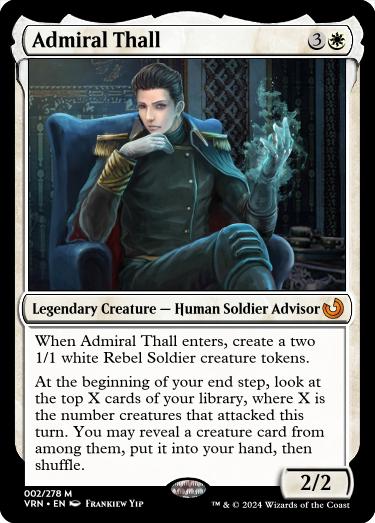 Admiral Thall 3
Legendary Creature — Human Soldier Advisor
When Admiral Thall enters, create a two
1/1 white Rebel Soldier creature tokens.
At the beginning of your end step, look at
the top X cards of your library, where X is
the number creatures that attacked this
turn. You may reveal a creature card from
among them, put it into your hand, then
shuffle.
2/2
002/278 M
VRN • EN Frankiew Yip
™ & © 2024 Wizards of the Coast